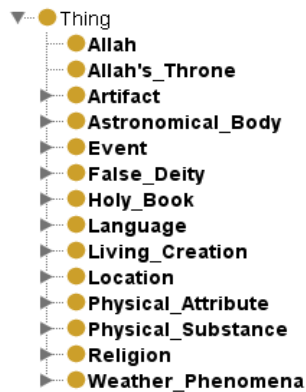 Thing
Allah
Allah's_Throne
Artifact
Astronomical_Body
Event
False_Deity
Holy_Book
Language
Living_Creation
Location
Physical_Attribute
Physical_Substance
Religion
Weather_Phenomena